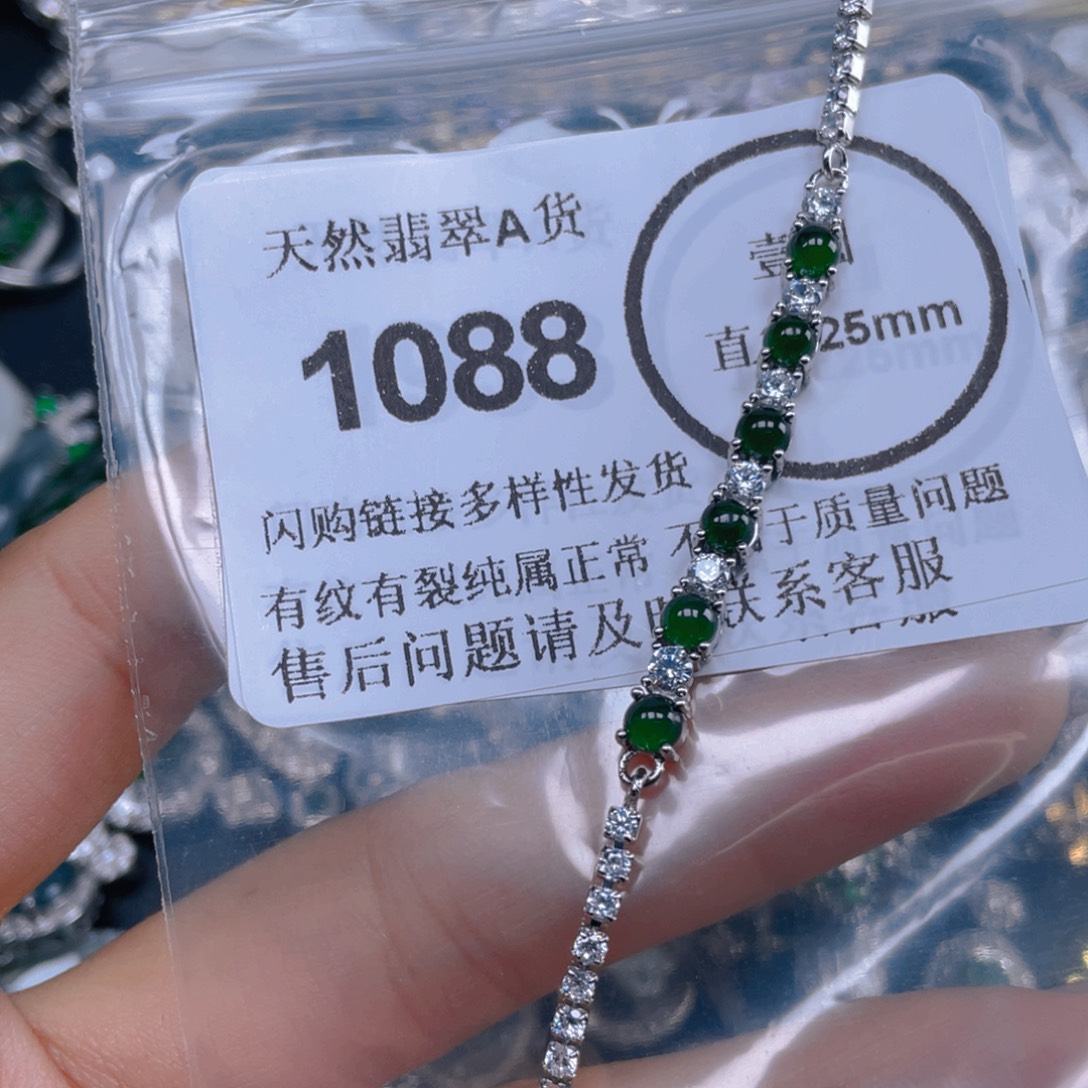 天然翡翠A货
1088
壹
直 25mm
闪购链接多样性发货
有纹有裂纯属正常 不 于质量问题
售后问题请及 联系客服